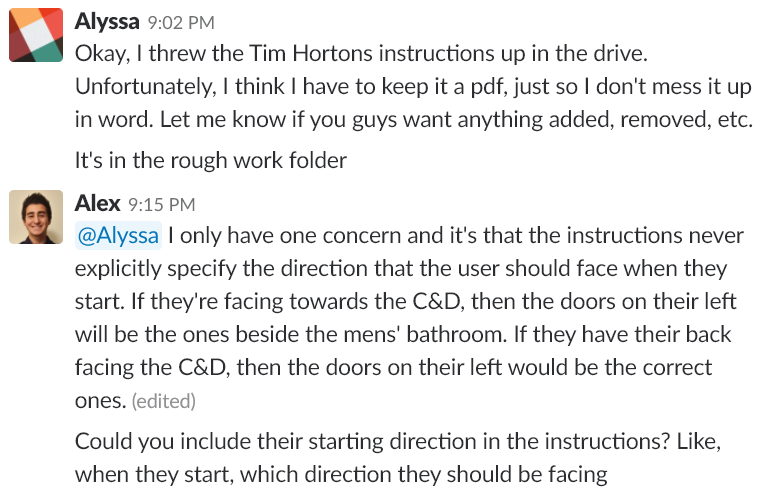 Alyssa 9:02 PM
Okay, I threw the Tim Hortons instructions up in the drive.
Unfortunately, I think I have to keep it a pdf, just so I don't mess it up
in word. Let me know if you guys want anything added, removed, etc.
It's in the rough work folder
Alex 9:15 PM
@Alyssa I only have one concern and it's that the instructions never
explicitly specify the direction that the user should face when they
start. If they're facing towards the C&D, then the doors on their left
will be the ones beside the mens' bathroom. If they have their back
facing the C&D, then the doors on their left would be the correct
ones. (edited)
Could you include their starting direction in the instructions? Like,
when they start, which direction they should be facing